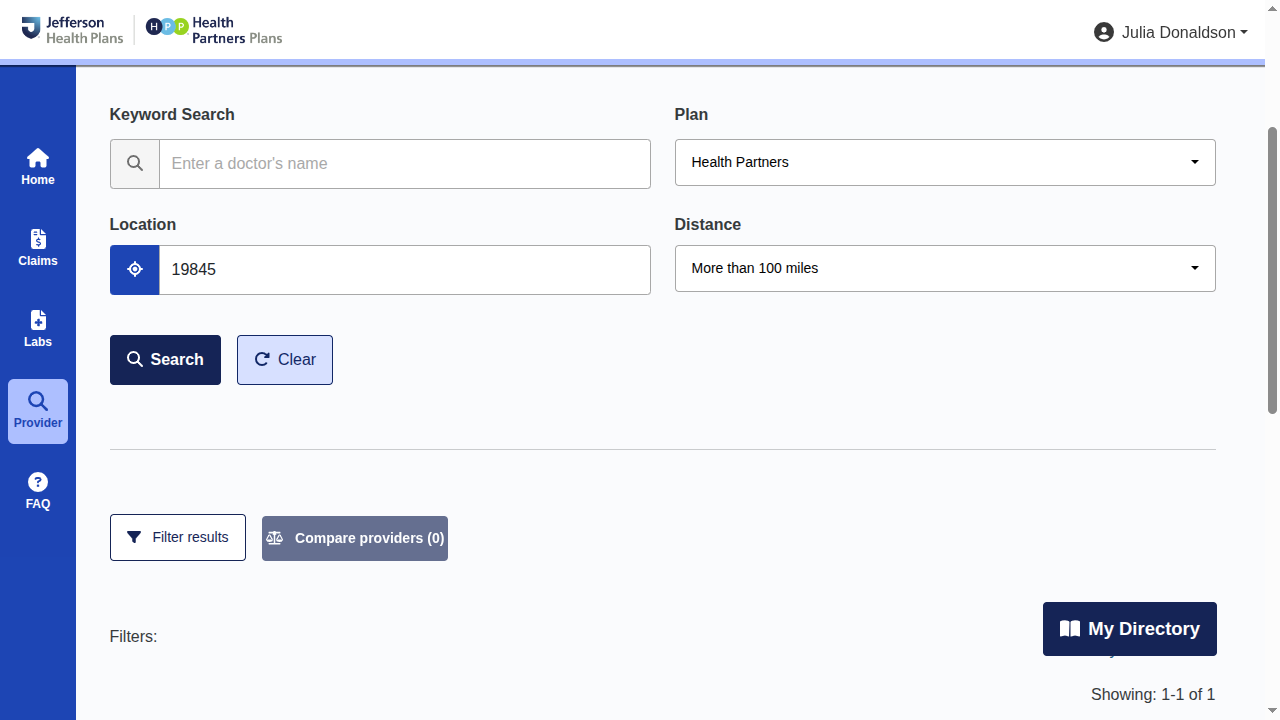 Jefferson
Health Plans
HPP
Health
Partners Plans
Julia Donaldson
Home
Claims
Labs
Provider
FAQ
Keyword Search
Enter a doctor's name
Plan
Health Partners
Location
19845
Distance
More than 100 miles
Search
Clear
Filter results
Compare providers (0)
Filters:
My Directory
Showing: 1-1 of 1